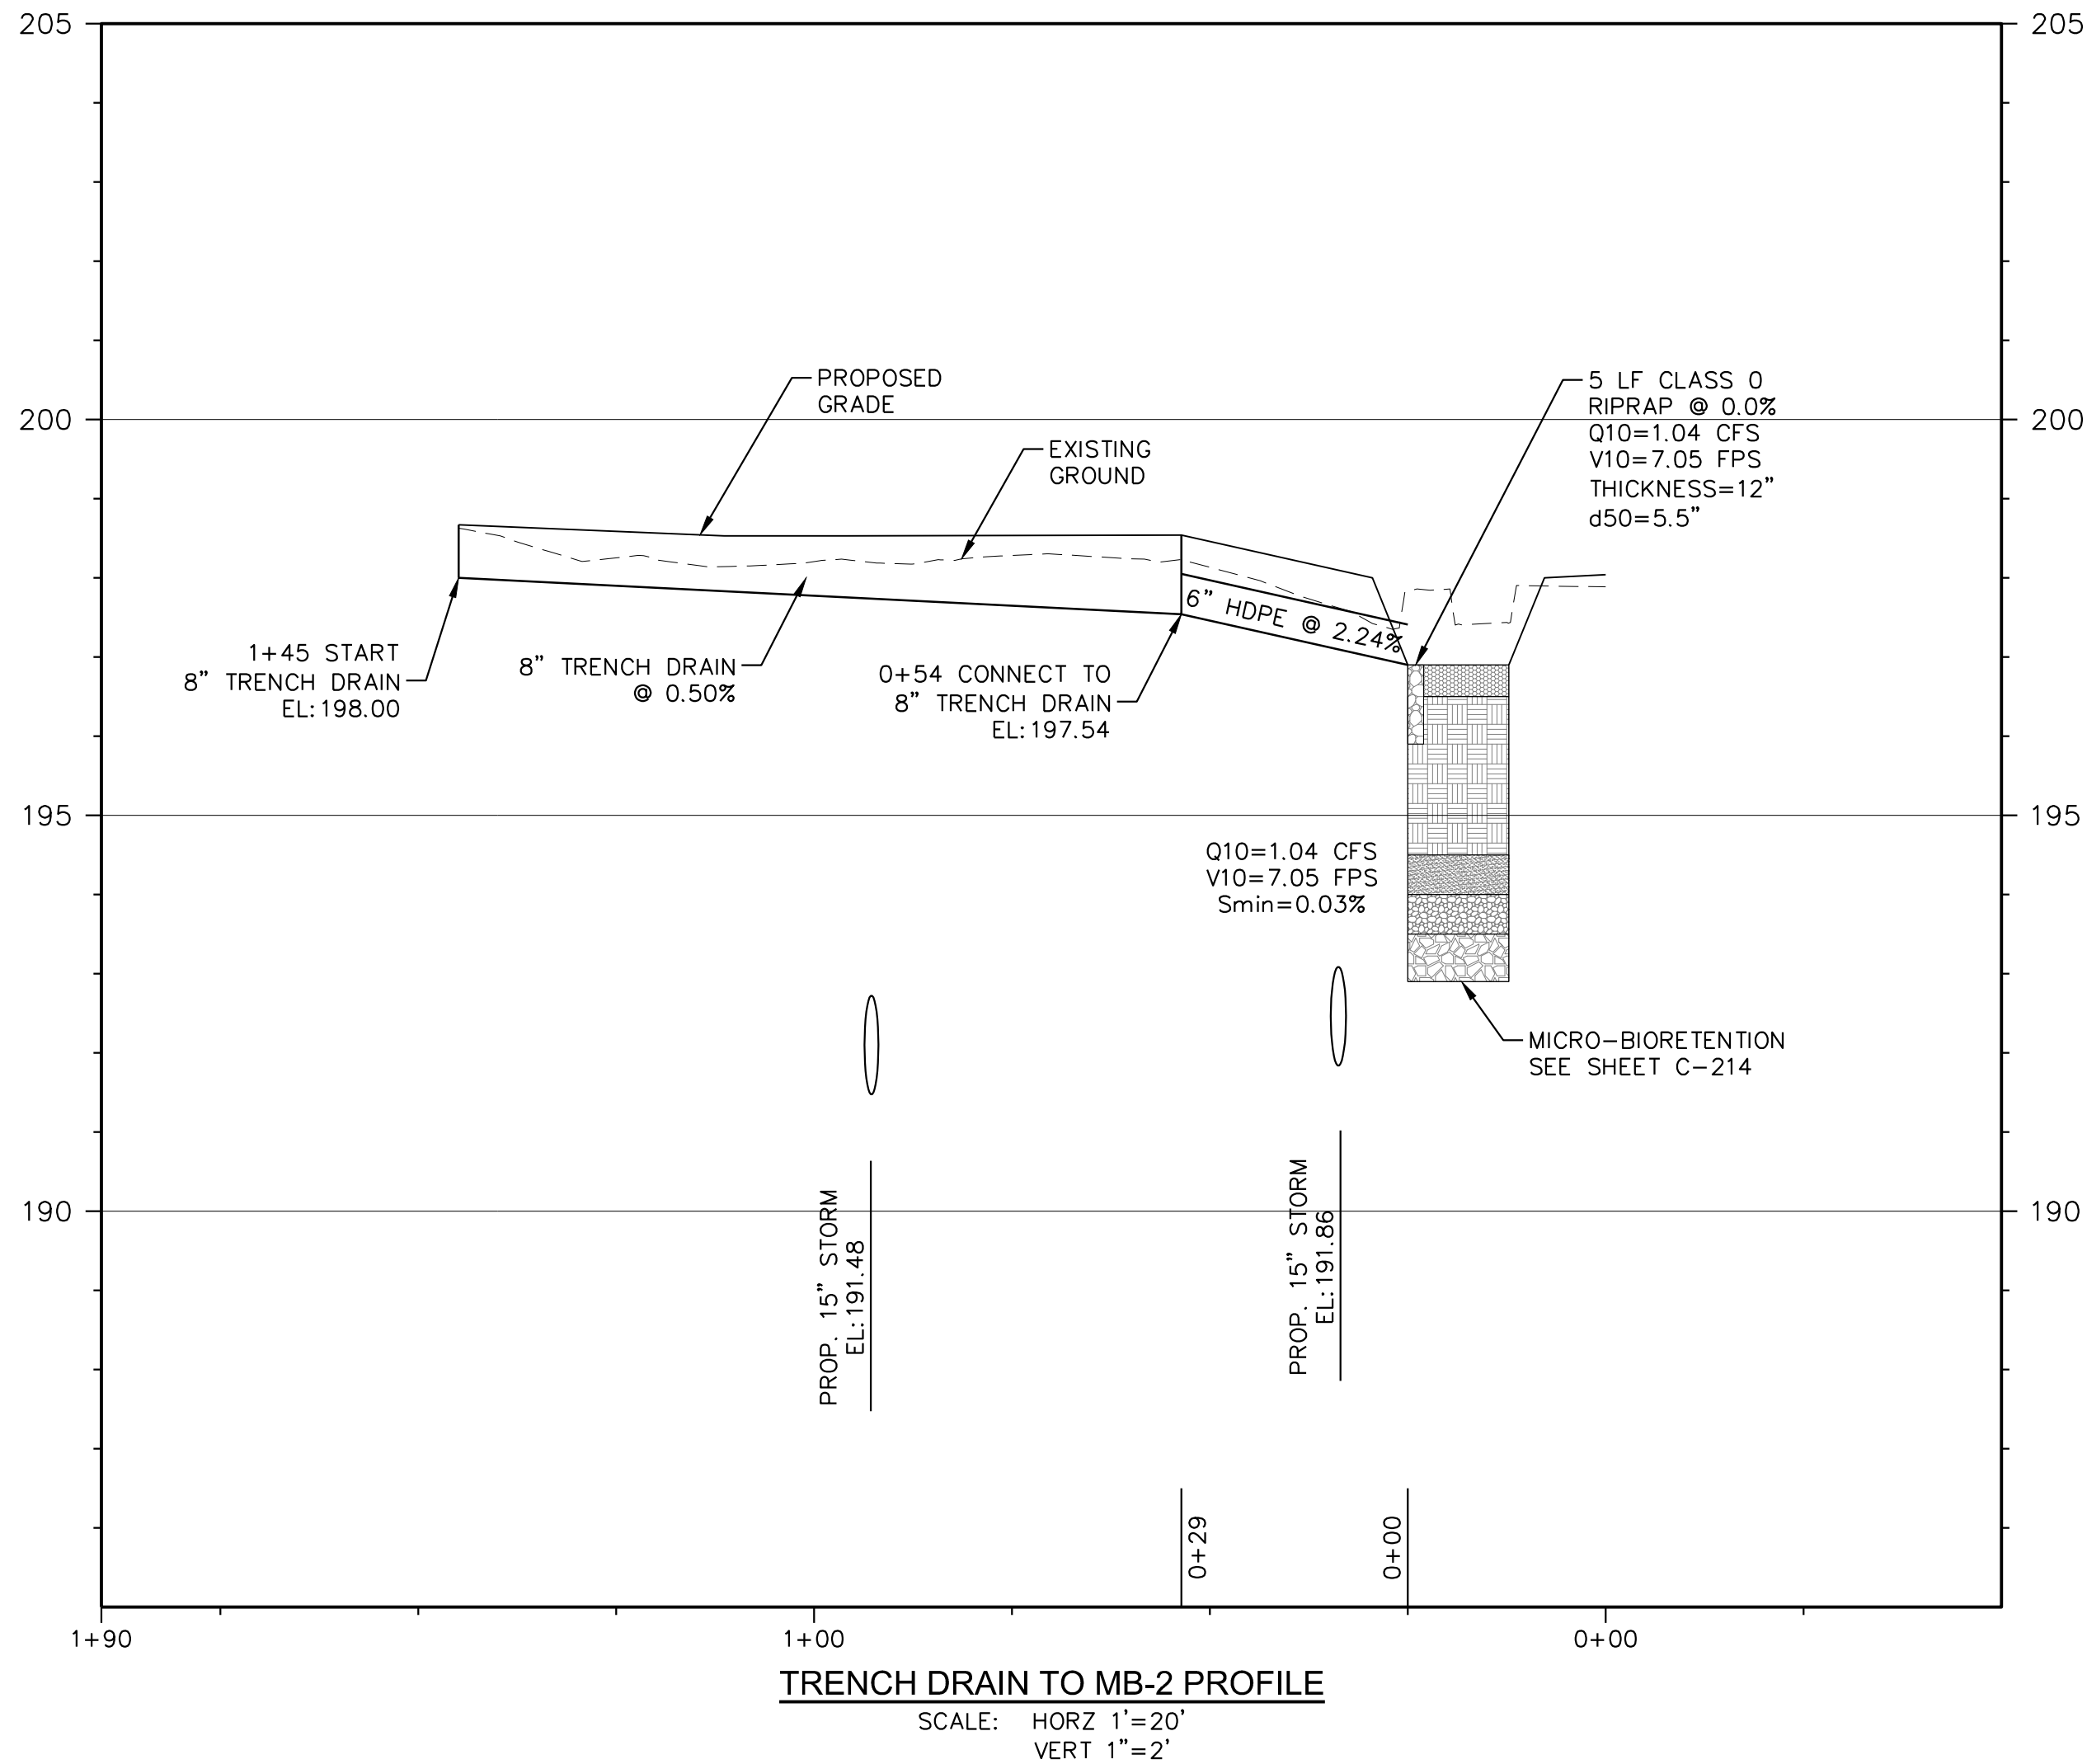 205
205
PROPOSED
GRADE
EXISTING
GROUND
5 LF CLASS 0
RIPRAP @ 0.0%
Q10=1.04 CFS
V10=7.05 FPS
THICKNESS=12"
d50=5.5"
200
200
6" HDPE @ 2.24%
1+45 START
8" TRENCH DRAIN
EL:198.00
8" TRENCH DRAIN
@ 0.50%
0+54 CONNECT TO
8" TRENCH DRAIN
EL:197.54
195
195
Q10=1.04 CFS
V10=7.05 FPS
Smin=0.03%
MICRO-BIORETENTION
SEE SHEET C-214
190
190
PROP. 15" STORM
EL:191.48
PROP. 15" STORM
EL:191.86
0+29
0+00
1+90
1+00
0+00
TRENCH DRAIN TO MB-2 PROFILE
SCALE: HORZ 1'=20'
VERT 1"=2'